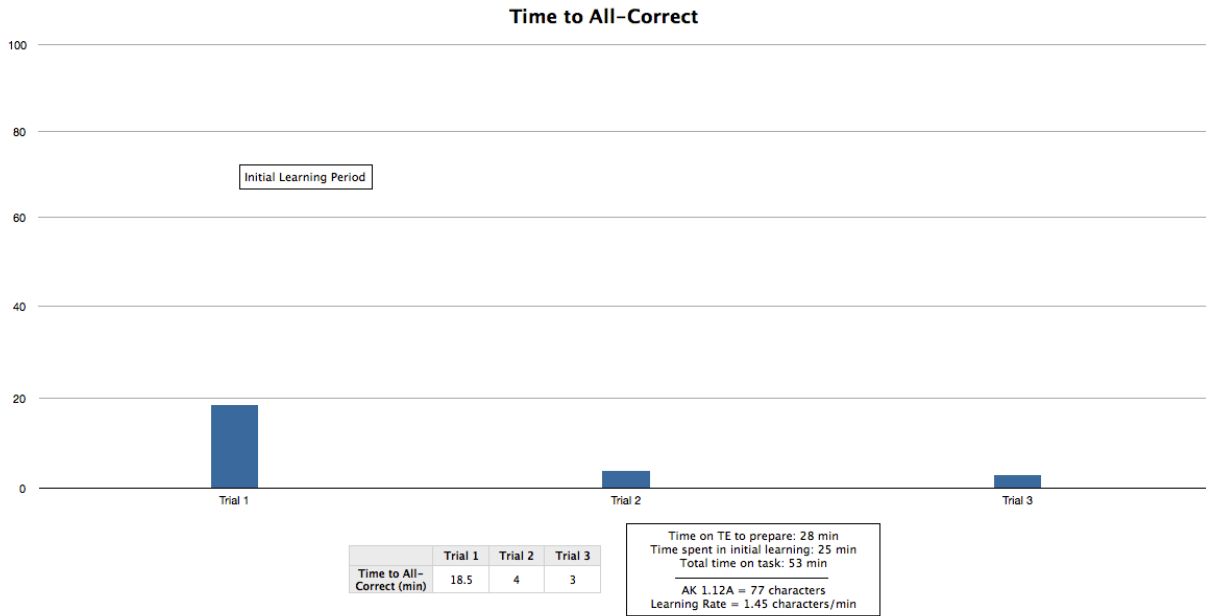 Time to All-Correct
100
80
Initial Learning Period
60
40
20
0
Trial 1 Trial 2 Trial 3
Trial 1 Trial 2 Trial 3
Time to All-
Correct (min) 18.5 4 3
Time on TE to prepare: 28 min
Time spent in initial learning: 25 min
Total time on task: 53 min
AK 1.12A = 77 characters
Learning Rate = 1.45 characters/min